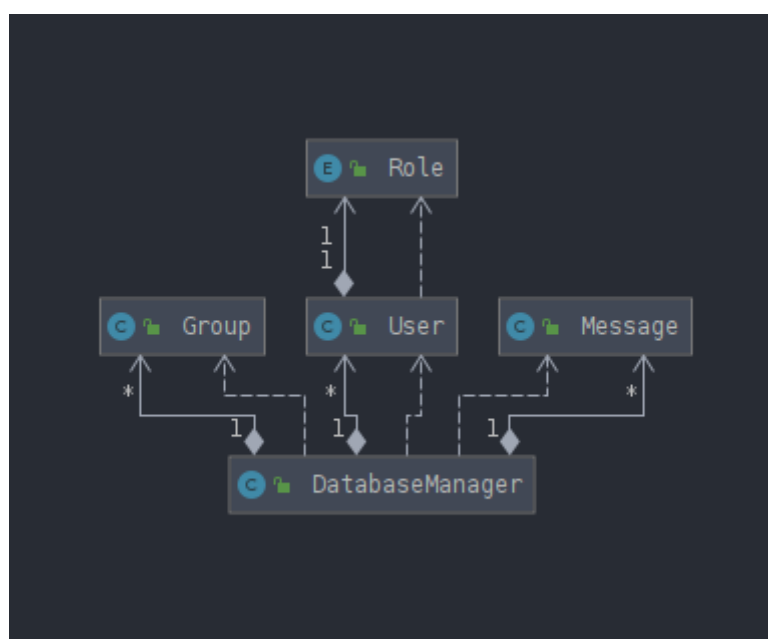 E Role
1
1
C Group
C User
C Message
* * *
1 1 1
C DatabaseManager